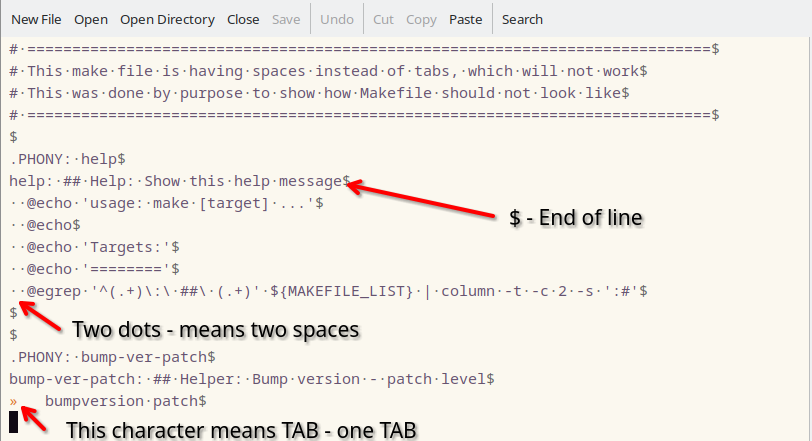 New File Open Open Directory Close Save Undo Cut Copy Paste Search
#·=======================================================================$
#·This·make·file·is·having·spaces·instead·of·tabs,·which·will·not·work$
#·This·was·done·by·purpose·to·show·how·Makefile·should·not·look·like$
#·=======================================================================$
$
.PHONY:·help$
help:·##·Help:·Show·this·help·message$
··@echo·'usage:·make·[target]·...'$
$ - End of line
··@echo$
··@echo·'Targets:'$
··@echo·'========'$
··@egrep·'^(.+)\:\·##\·(.+)'·${MAKEFILE_LIST}·|·column·-t·-c·2·-s·':#'$
$
Two dots - means two spaces
$
.PHONY:·bump-ver-patch$
bump-ver-patch:·##·Helper:·Bump·version·-·patch·level$
» bumpversion·patch$
This character means TAB - one TAB